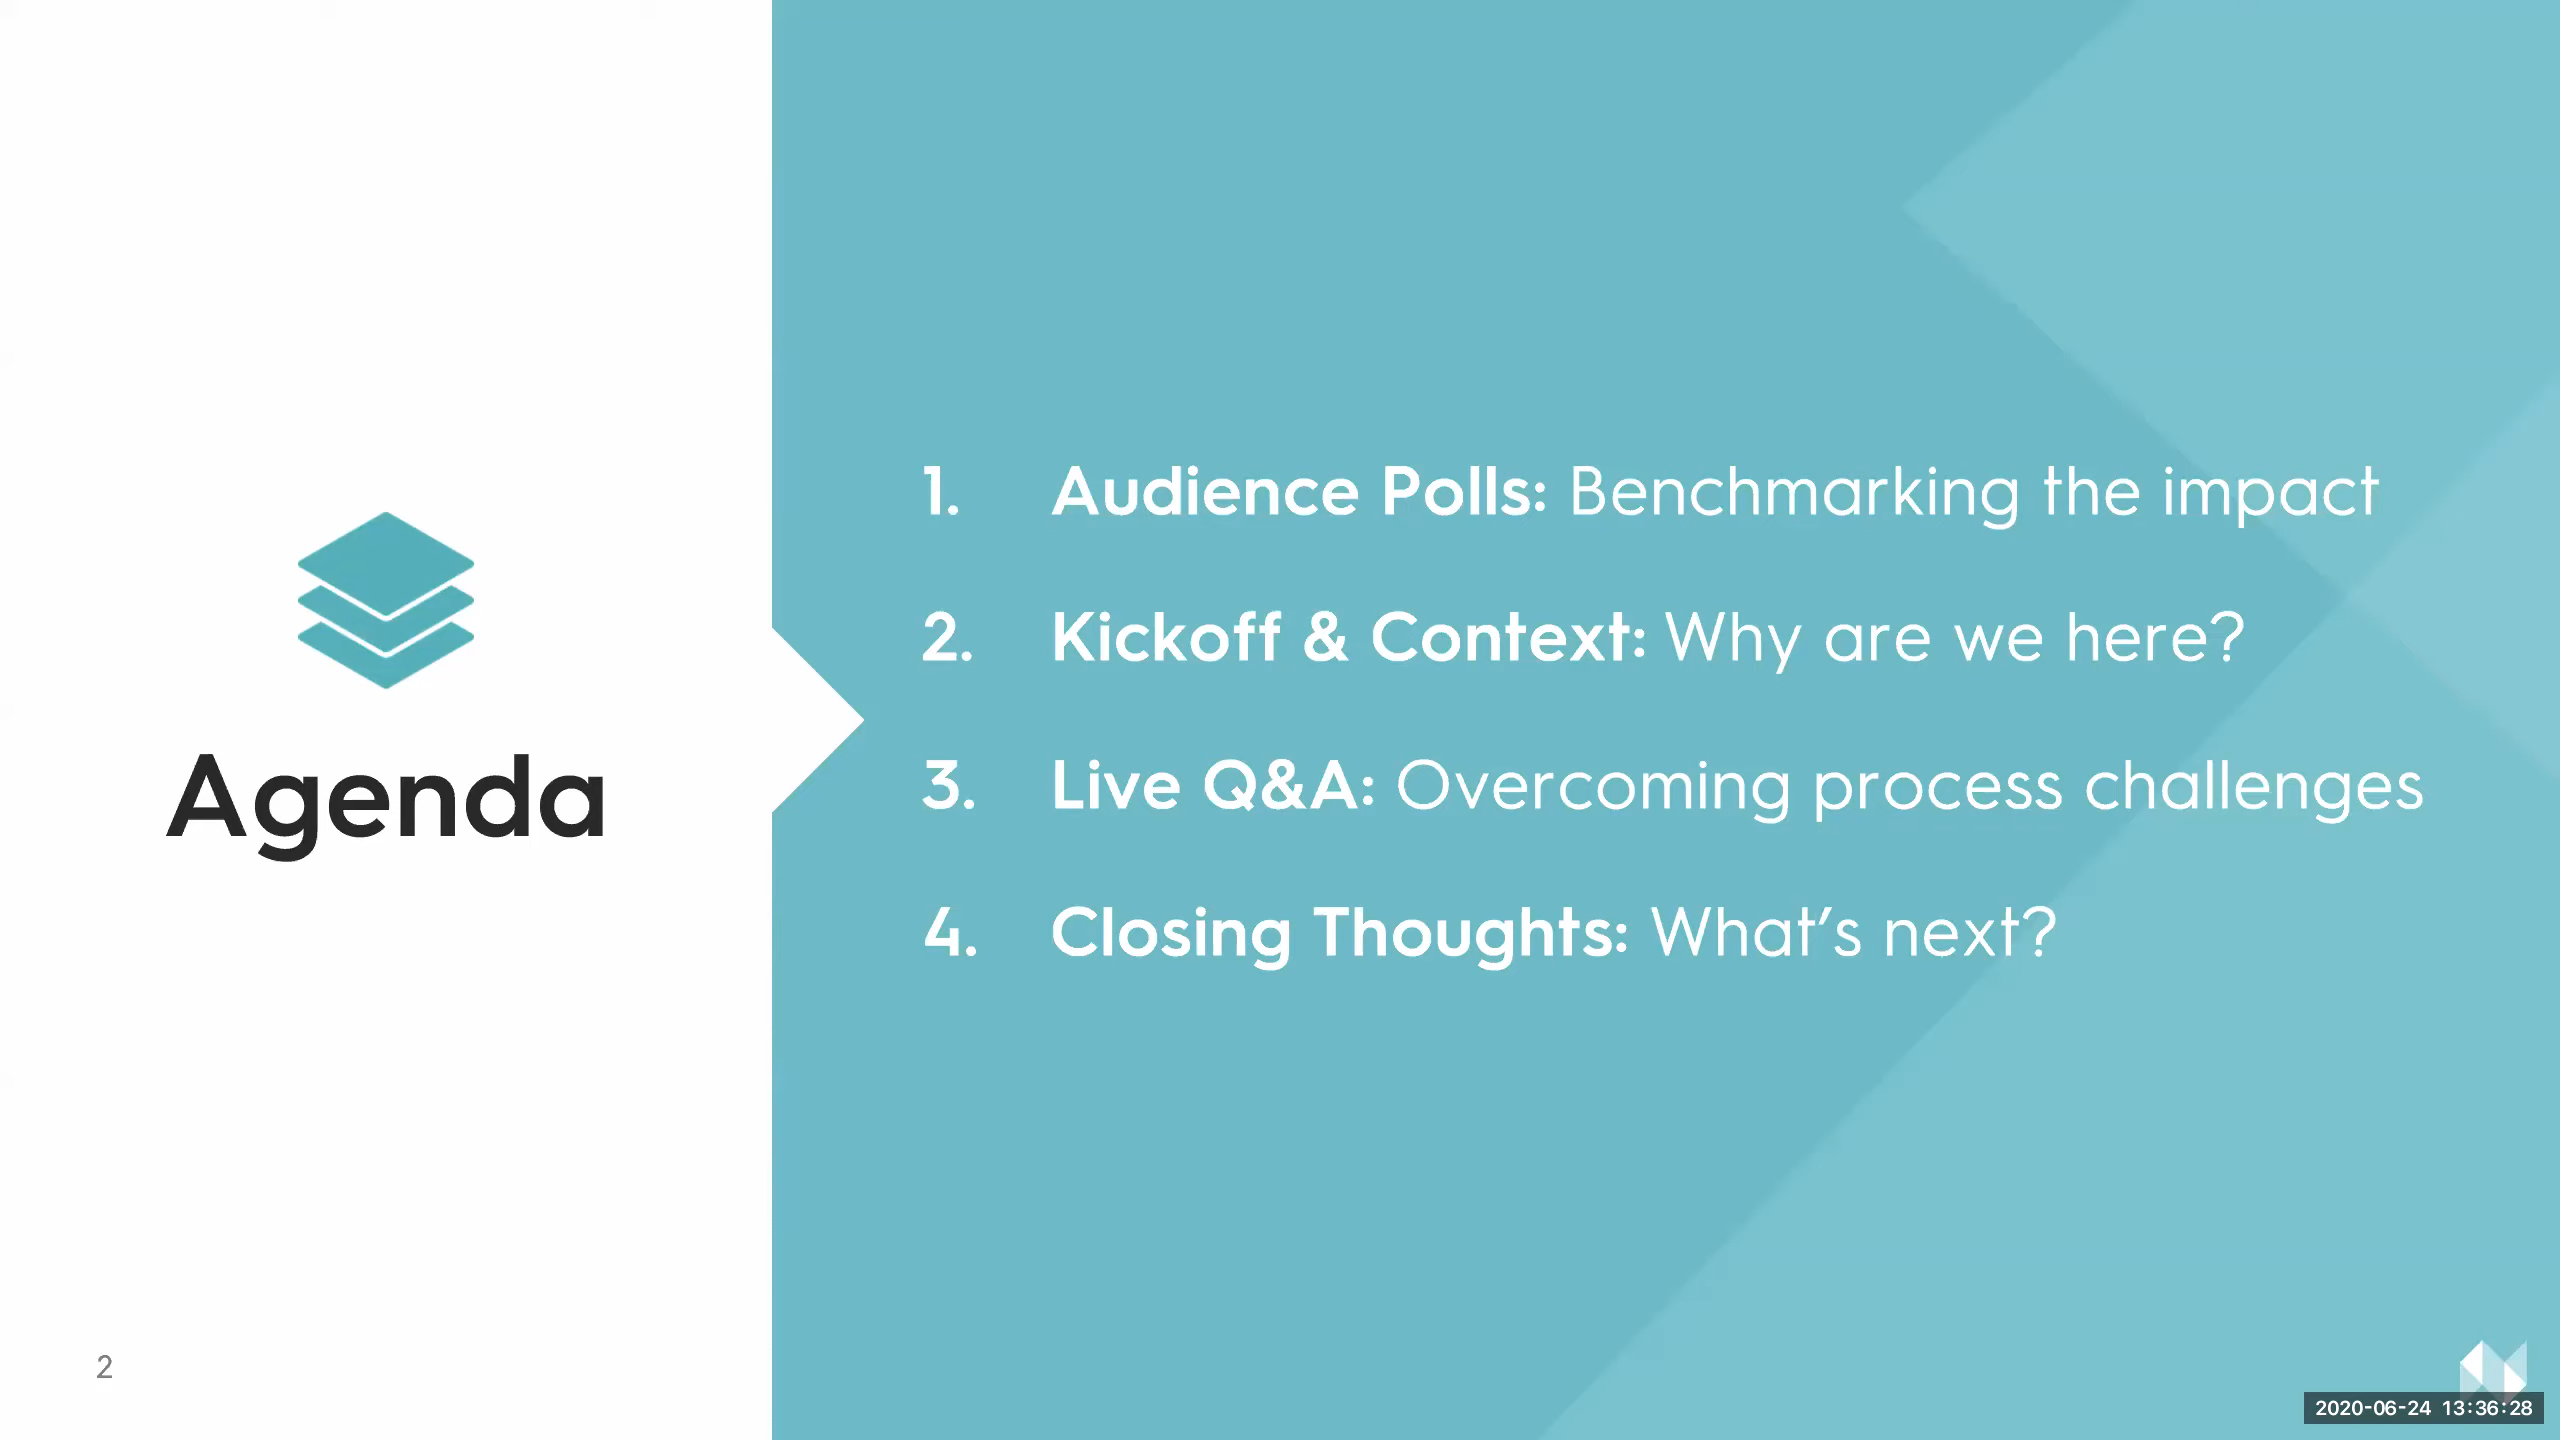 Agenda
1. Audience Polls: Benchmarking the impact
2. Kickoff & Context: Why are we here?
3. Live Q&A: Overcoming process challenges
4. Closing Thoughts: What’s next?
2
2020-06-24 13:36:28